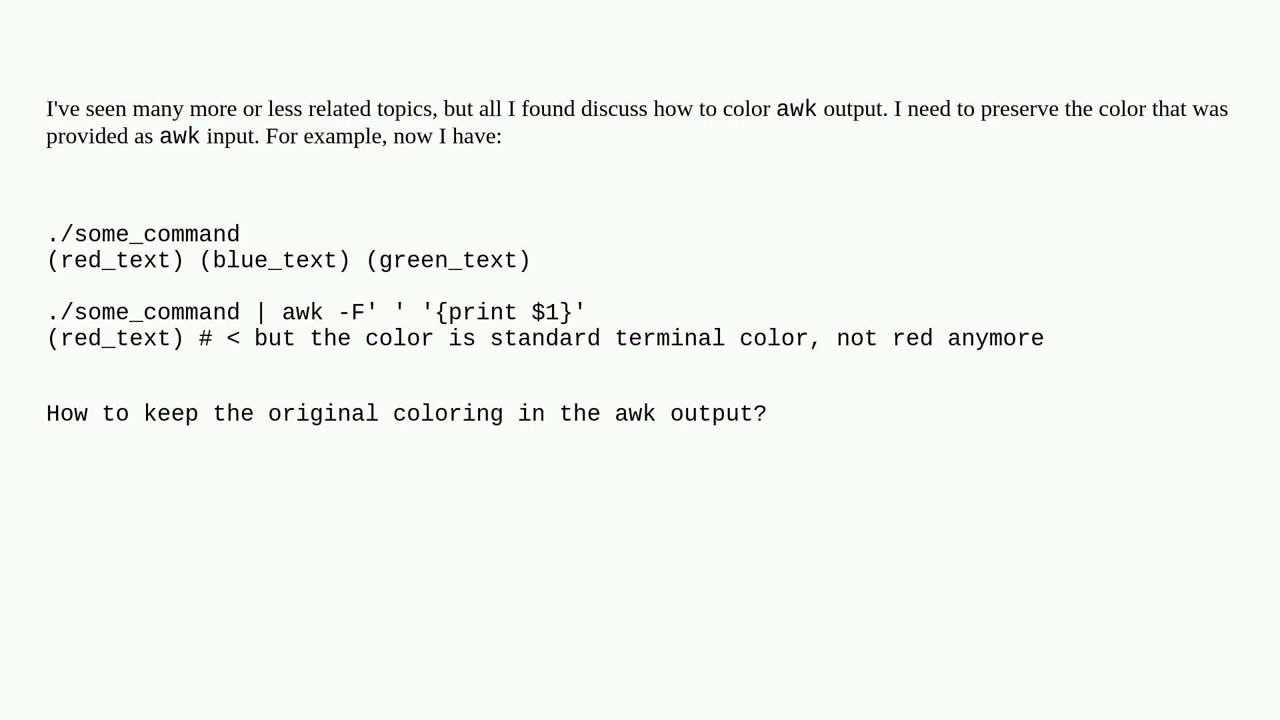 I've seen many more or less related topics, but all I found discuss how to color awk output. I need to preserve the color that was
provided as awk input. For example, now I have:
./some_command
(red_text) (blue_text) (green_text)
./some_command | awk -F' ' '{print $1}'
(red_text) # < but the color is standard terminal color, not red anymore
How to keep the original coloring in the awk output?